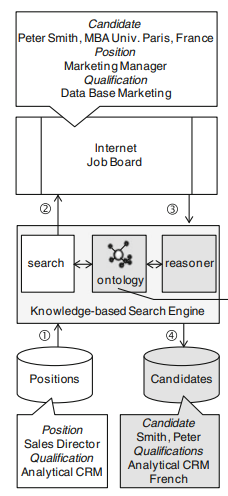 Candidate
Peter Smith, MBA Univ. Paris, France
Position
Marketing Manager
Qualification
Data Base Marketing
Internet
Job Board
②
③
search
ontology
reasoner
Knowledge-based Search Engine
①
④
Positions
Candidates
Position
Sales Director
Qualification
Analytical CRM
Candidate
Smith, Peter
Qualifications
Analytical CRM
French